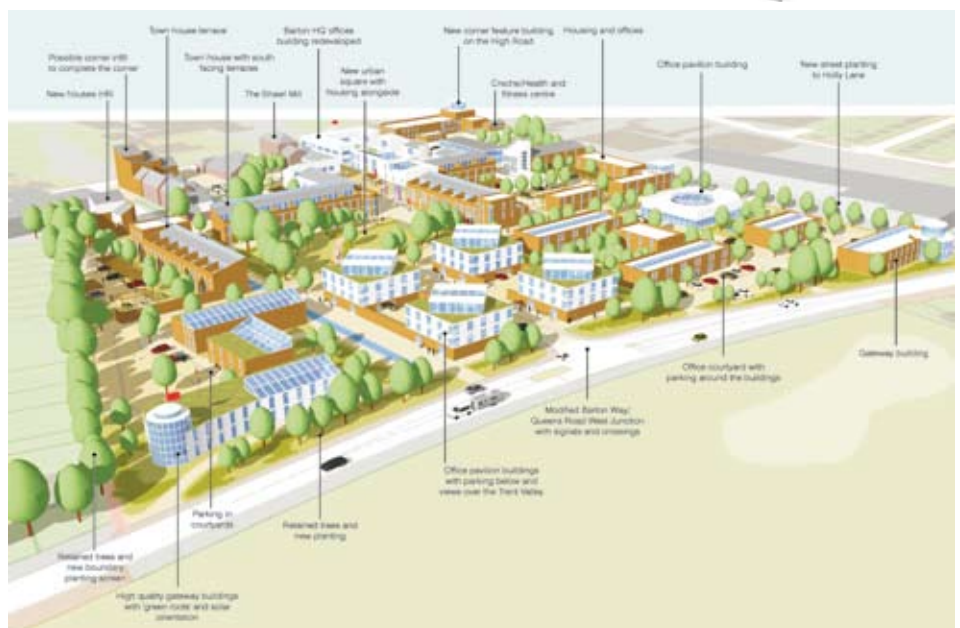 Town house terrace
Barton HQ offices
building redeveloped
New corner feature building
on the High Road
Housing and offices
Possible corner infill
to complete the corner
Town house with south
facing terraces
New urban
square with
housing alongside
Office pavilion building
New street planting
to Holly Lane
New houses infill
The Shaef Mill
Creche/Health and
fitness centre
Gateway building
Office courtyard with
parking around the buildings
Modified Barton Way/
Queens Road West Junction
with signals and crossings
Office pavilion buildings
with parking below and
views over the Trent Valley
Parking in
courtyards
Retained trees and
new planting
Retained trees and
new boundary
planting screen
High quality gateway buildings
with 'green roofs' and solar
orientation